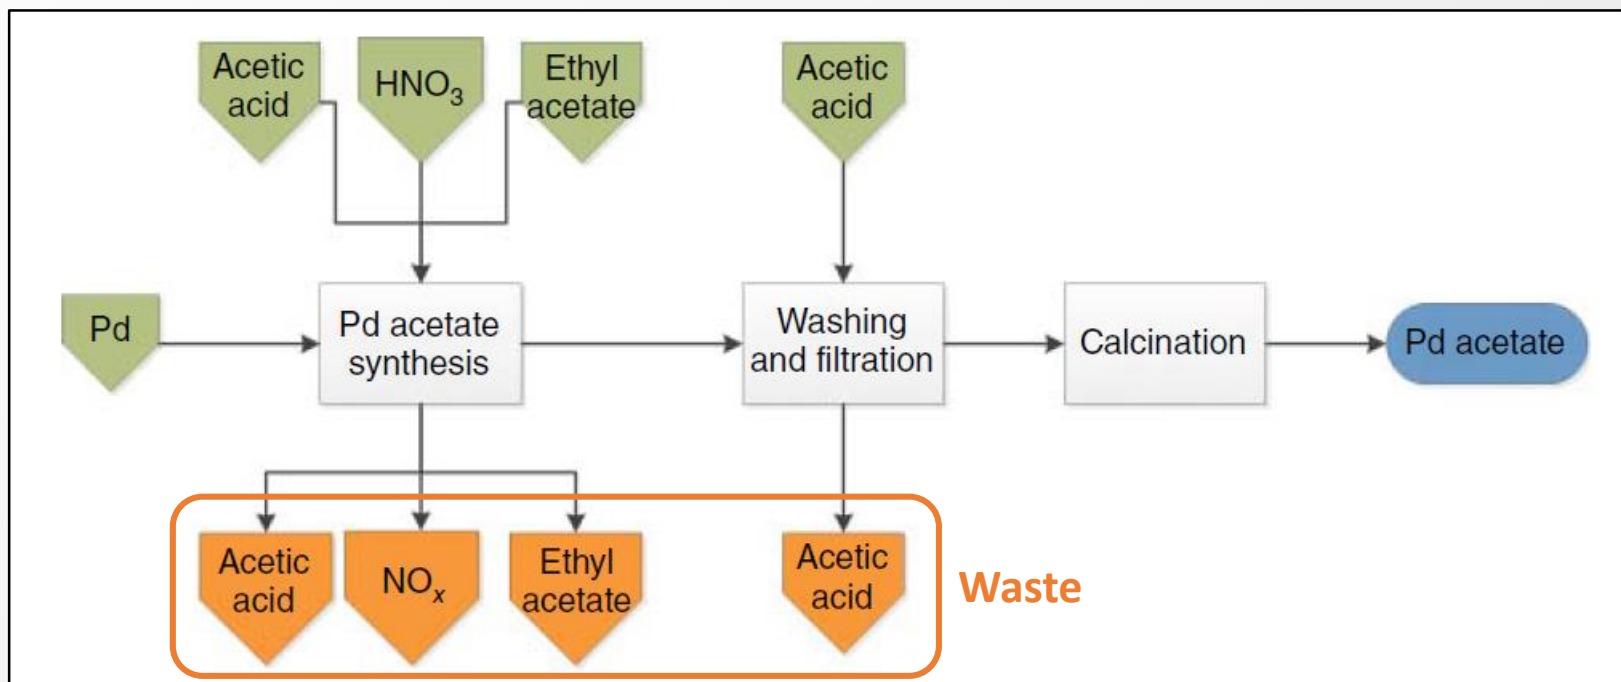 Acetic
acid
HNO₃
Ethyl
acetate
Acetic
acid
Pd
Pd acetate
synthesis
Washing
and filtration
Calcination
Pd acetate
Acetic
acid
NOₓ
Ethyl
acetate
Acetic
acid
Waste